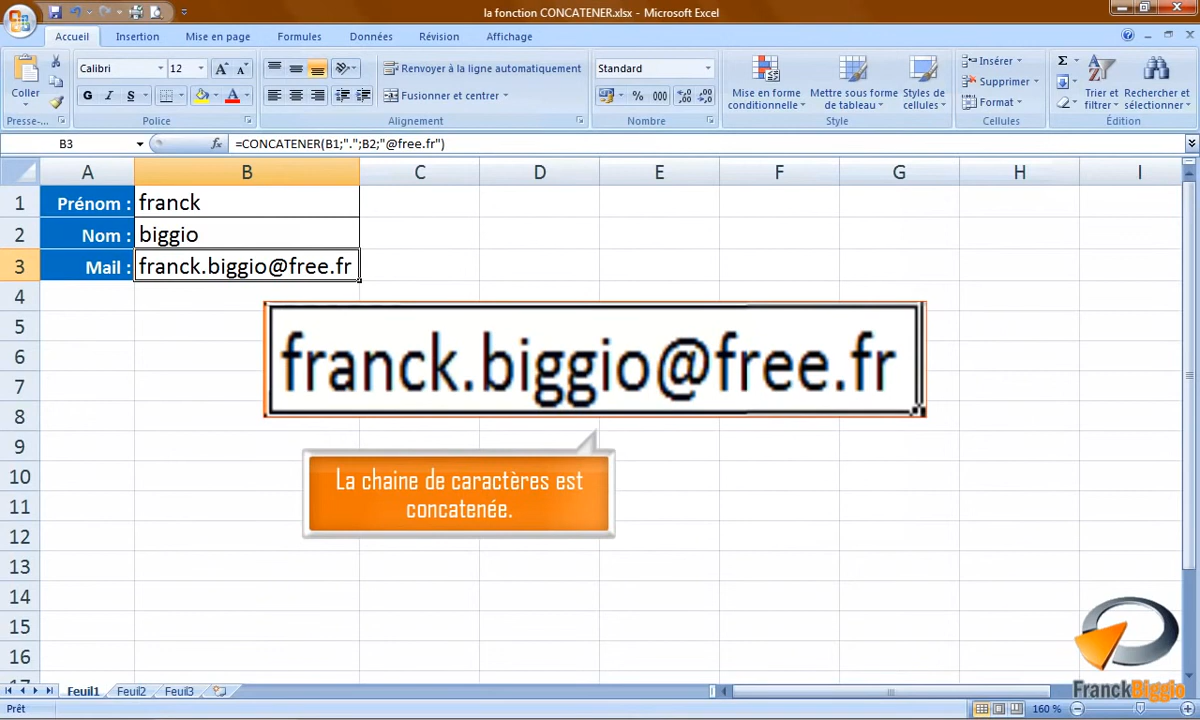 la fonction CONCATENER.xlsx - Microsoft Excel
Accueil Insertion Mise en page Formules Données Révision Affichage
Coller
Presse-...
Calibri 12
G I S
Police
Renvoyer à la ligne automatiquement
Fusionner et centrer
Alignement
Standard
% 000
Nombre
Mise en forme conditionnelle
Mettre sous forme de tableau
Styles de cellules
Style
Insérer
Supprimer
Format
Cellules
Σ
Trier et filtrer
Rechercher et sélectionner
Édition
B3 fx =CONCATENER(B1;".";B2;"@free.fr")
A B C D E F G H I
1 Prénom : franck
2 Nom : biggio
3 Mail : franck.biggio@free.fr
4
5
franck.biggio@free.fr
6
7
8
9
La chaine de caractères est
concatenée.
10
11
12
13
14
15
16
17
FranckBiggio
Feuil1 Feuil2 Feuil3
Prêt 160 %